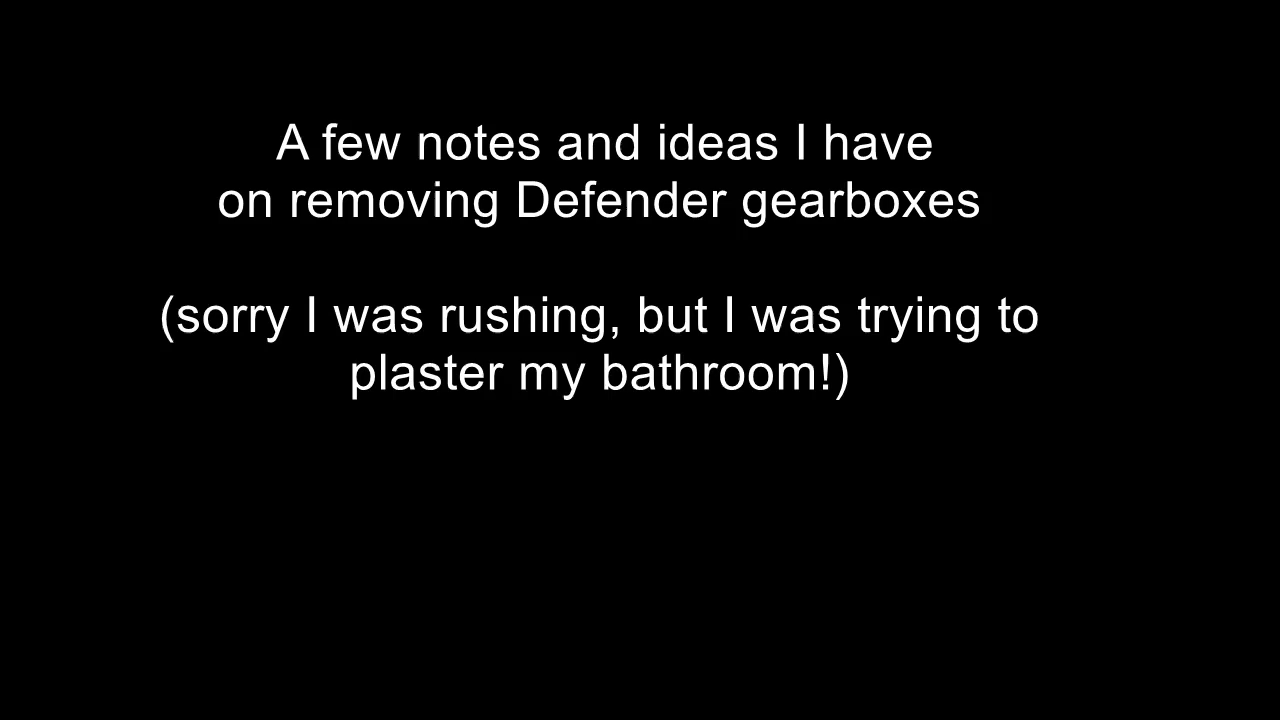 A few notes and ideas I have
on removing Defender gearboxes
(sorry I was rushing, but I was trying to
plaster my bathroom!)